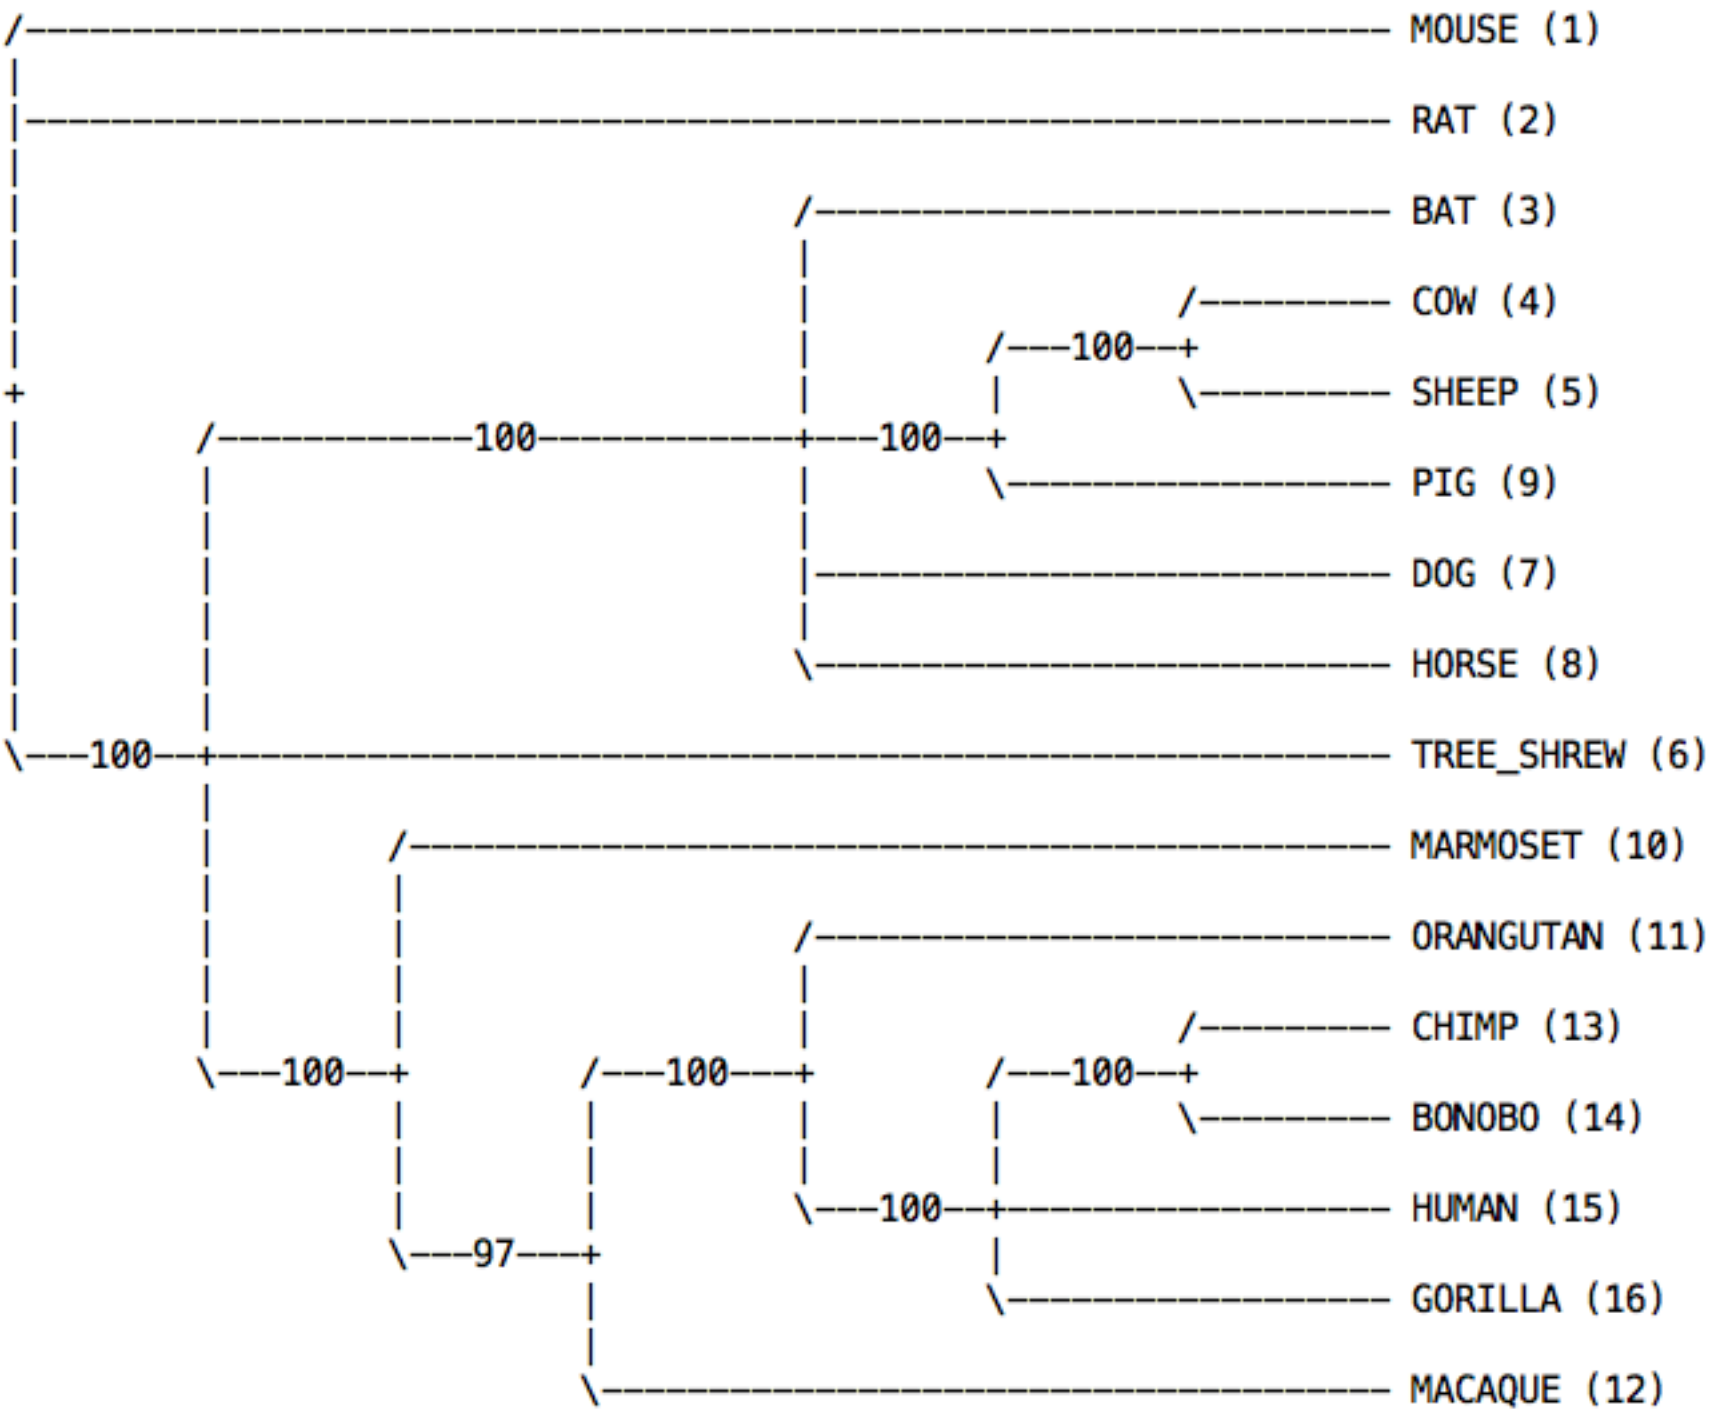 MOUSE (1)
RAT (2)
BAT (3)
COW (4)
100
SHEEP (5)
100 100
PIG (9)
DOG (7)
HORSE (8)
100 TREE_SHREW (6)
MARMOSET (10)
ORANGUTAN (11)
CHIMP (13)
100 100 100
BONOBO (14)
100 HUMAN (15)
97
GORILLA (16)
MACAQUE (12)